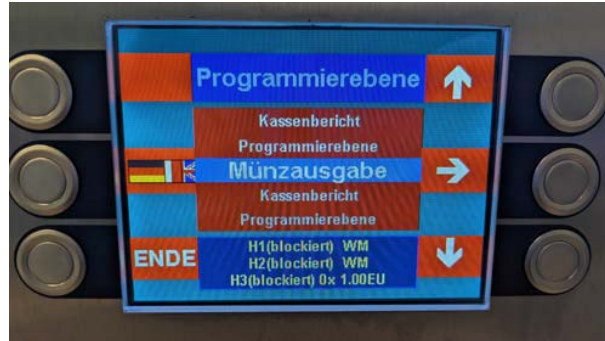 Programmierebene
Kassenbericht
Programmierebene
Münzausgabe
Kassenbericht
Programmierebene
ENDE
H1(blockiert) WM
H2(blockiert) WM
H3(blockiert) 0x 1.00EU